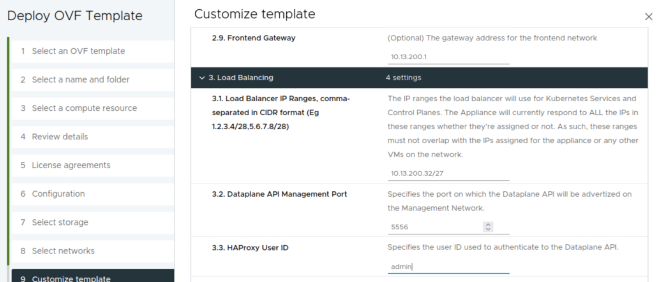 Deploy OVF Template
1 Select an OVF template
2 Select a name and folder
3 Select a compute resource
4 Review details
5 License agreements
6 Configuration
7 Select storage
8 Select networks
9 Customize template
Customize template
2.9. Frontend Gateway
(Optional) The gateway address for the frontend network
10.13.200.1
3. Load Balancing
4 settings
3.1. Load Balancer IP Ranges, comma-
separated in CIDR format (Eg
1.2.3.4/28,5.6.7.8/28)
The IP ranges the load balancer will use for Kubernetes Services and
Control Planes. The Appliance will currently respond to ALL the IPs in
these ranges whether they're assigned or not. As such, these ranges
must not overlap with the IPs assigned for the appliance or any other
VMs on the network.
10.13.200.32/27
3.2. Dataplane API Management Port
Specifies the port on which the Dataplane API will be advertized on
the Management Network.
5556
3.3. HAProxy User ID
Specifies the user ID used to authenticate to the Dataplane API.
admin